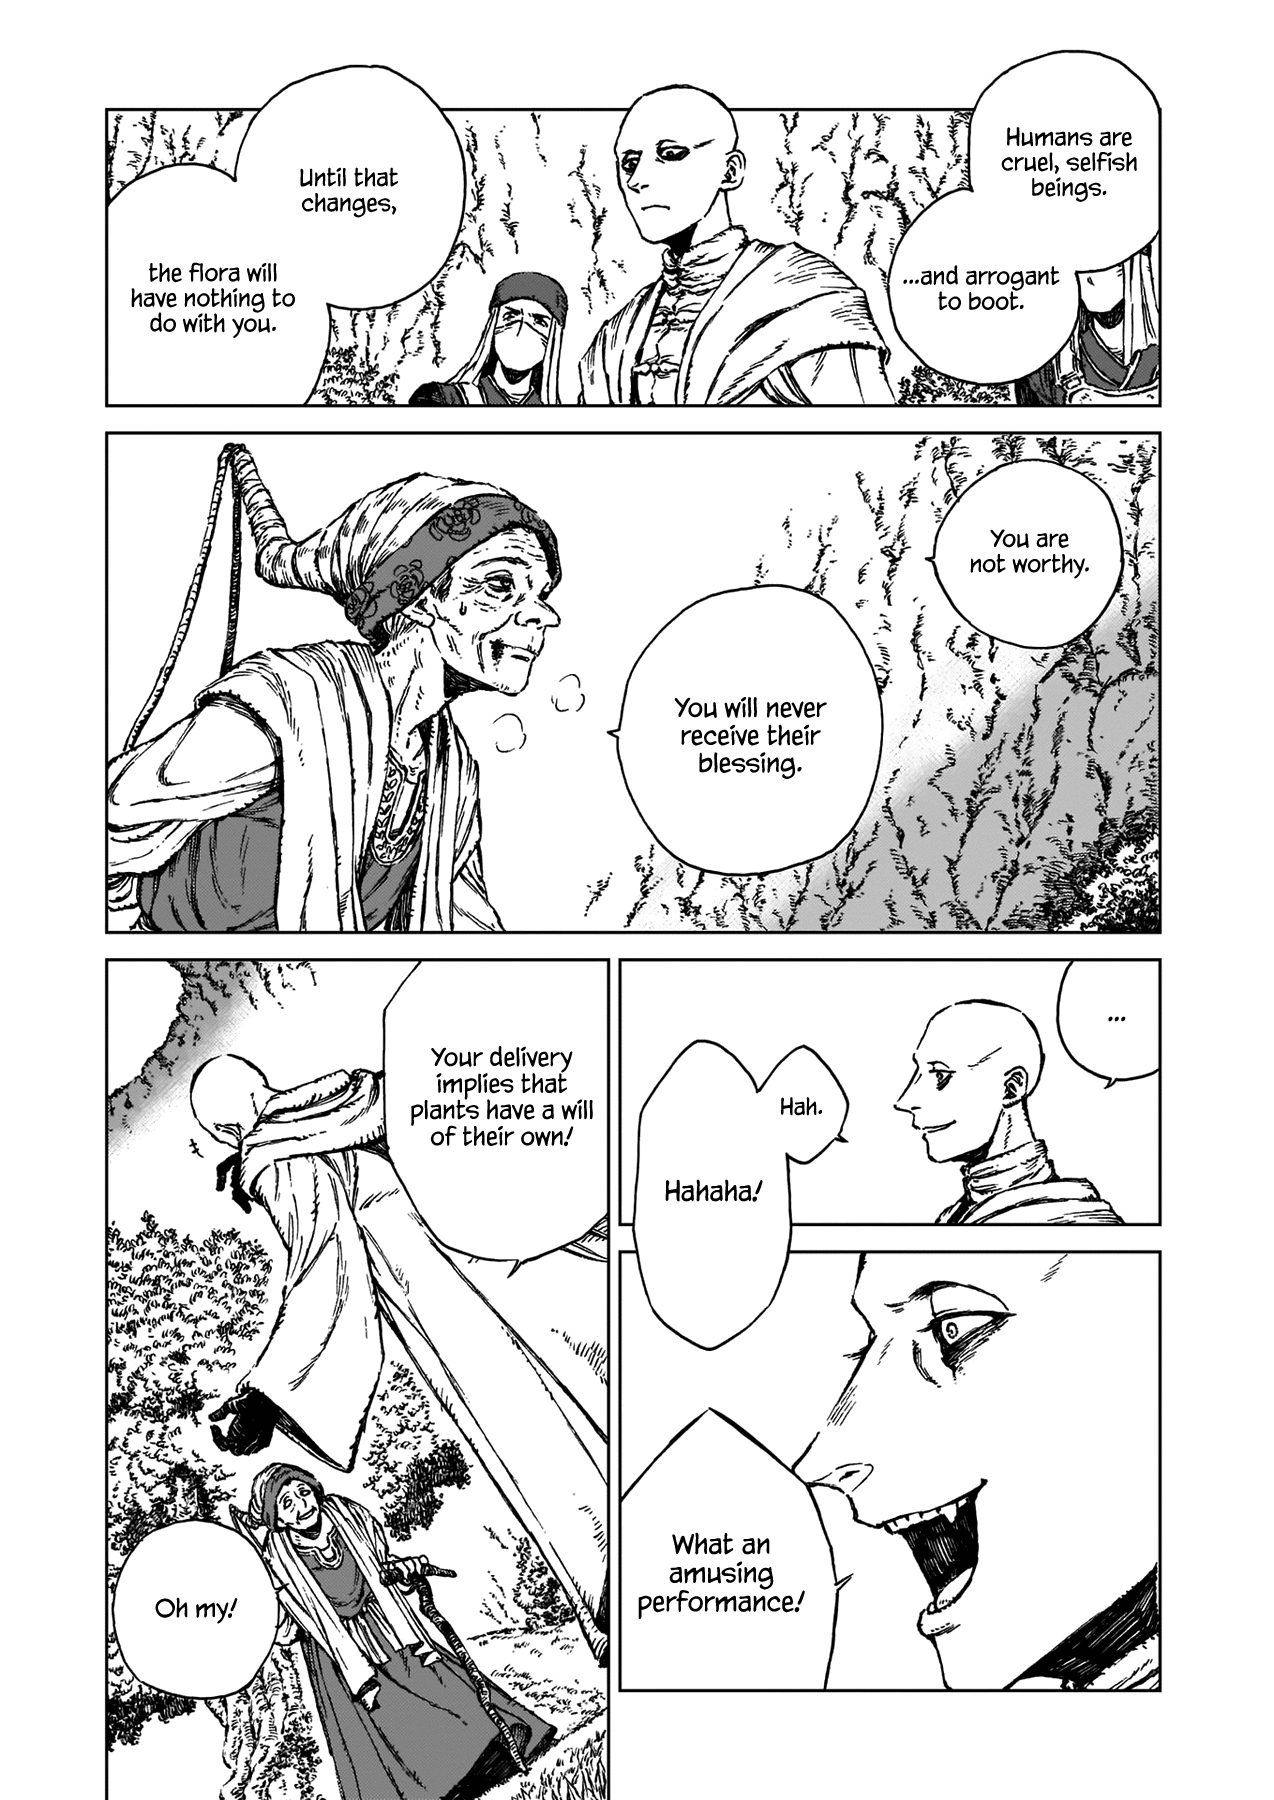 Humans are
cruel, selfish
beings.
...and arrogant
to boot.
Until that
changes,
the flora will
have nothing to
do with you.
You are
not worthy.
You will never
receive their
blessing.
...
Hah.
Hahaha!
What an
amusing
performance!
Your delivery
implies that
plants have a will
of their own!
Oh my!